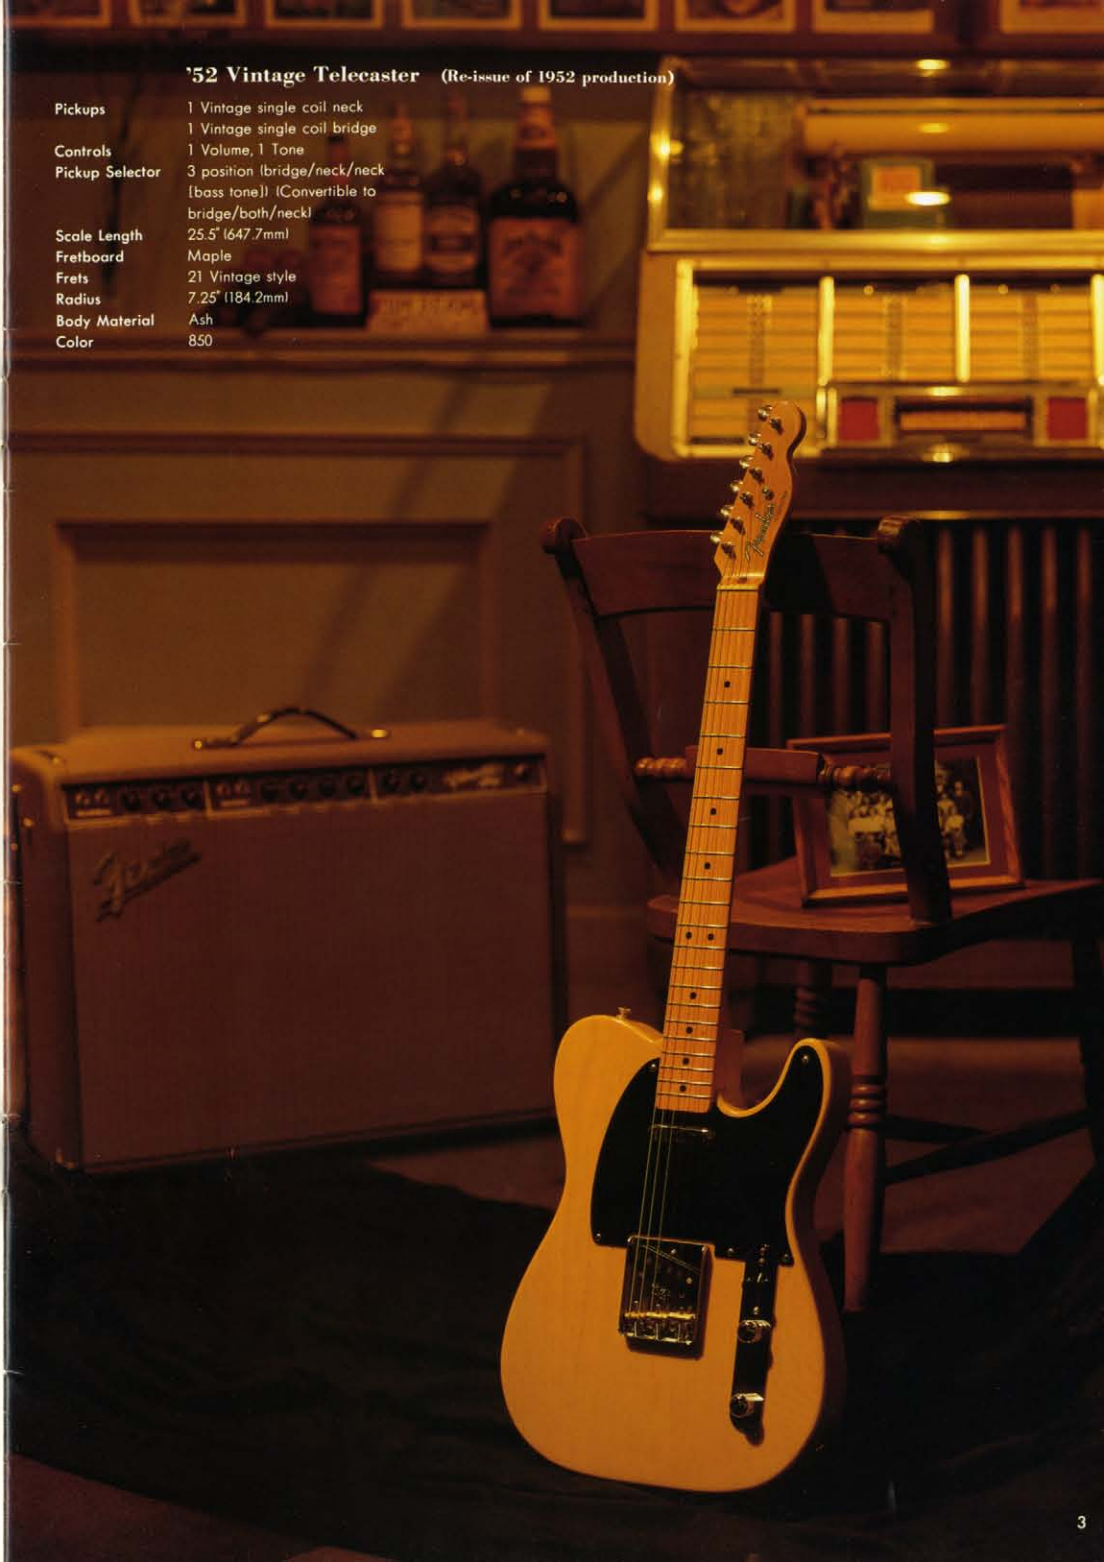 '52 Vintage Telecaster (Re-issue of 1952 production)
Pickups 1 Vintage single coil neck
1 Vintage single coil bridge
Controls 1 Volume, 1 Tone
Pickup Selector 3 position (bridge/neck/neck
[bass tone]) (Convertible to
bridge/both/neck)
Scale Length 25.5" (647.7mm)
Fretboard Maple
Frets 21 Vintage style
Radius 7.25" (184.2mm)
Body Material Ash
Color 850
Fender
Fender
3